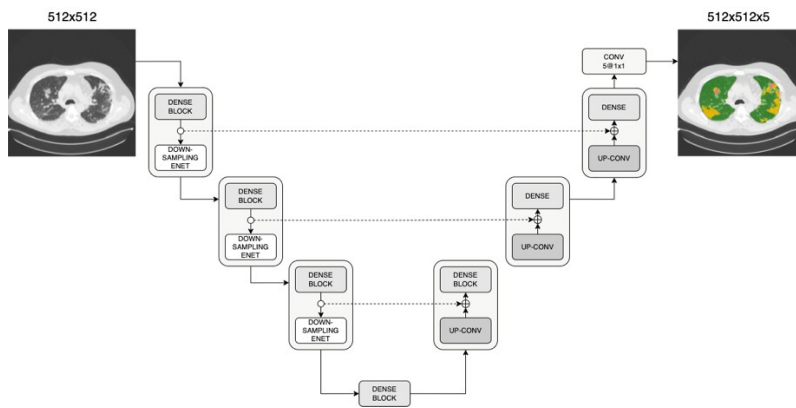 512x512
512x512x5
CONV
5@1x1
DENSE
BLOCK
DOWN-
SAMPLING
ENET
DENSE
UP-CONV
DENSE
BLOCK
DOWN-
SAMPLING
ENET
DENSE
UP-CONV
DENSE
BLOCK
DOWN-
SAMPLING
ENET
DENSE
BLOCK
UP-CONV
DENSE
BLOCK